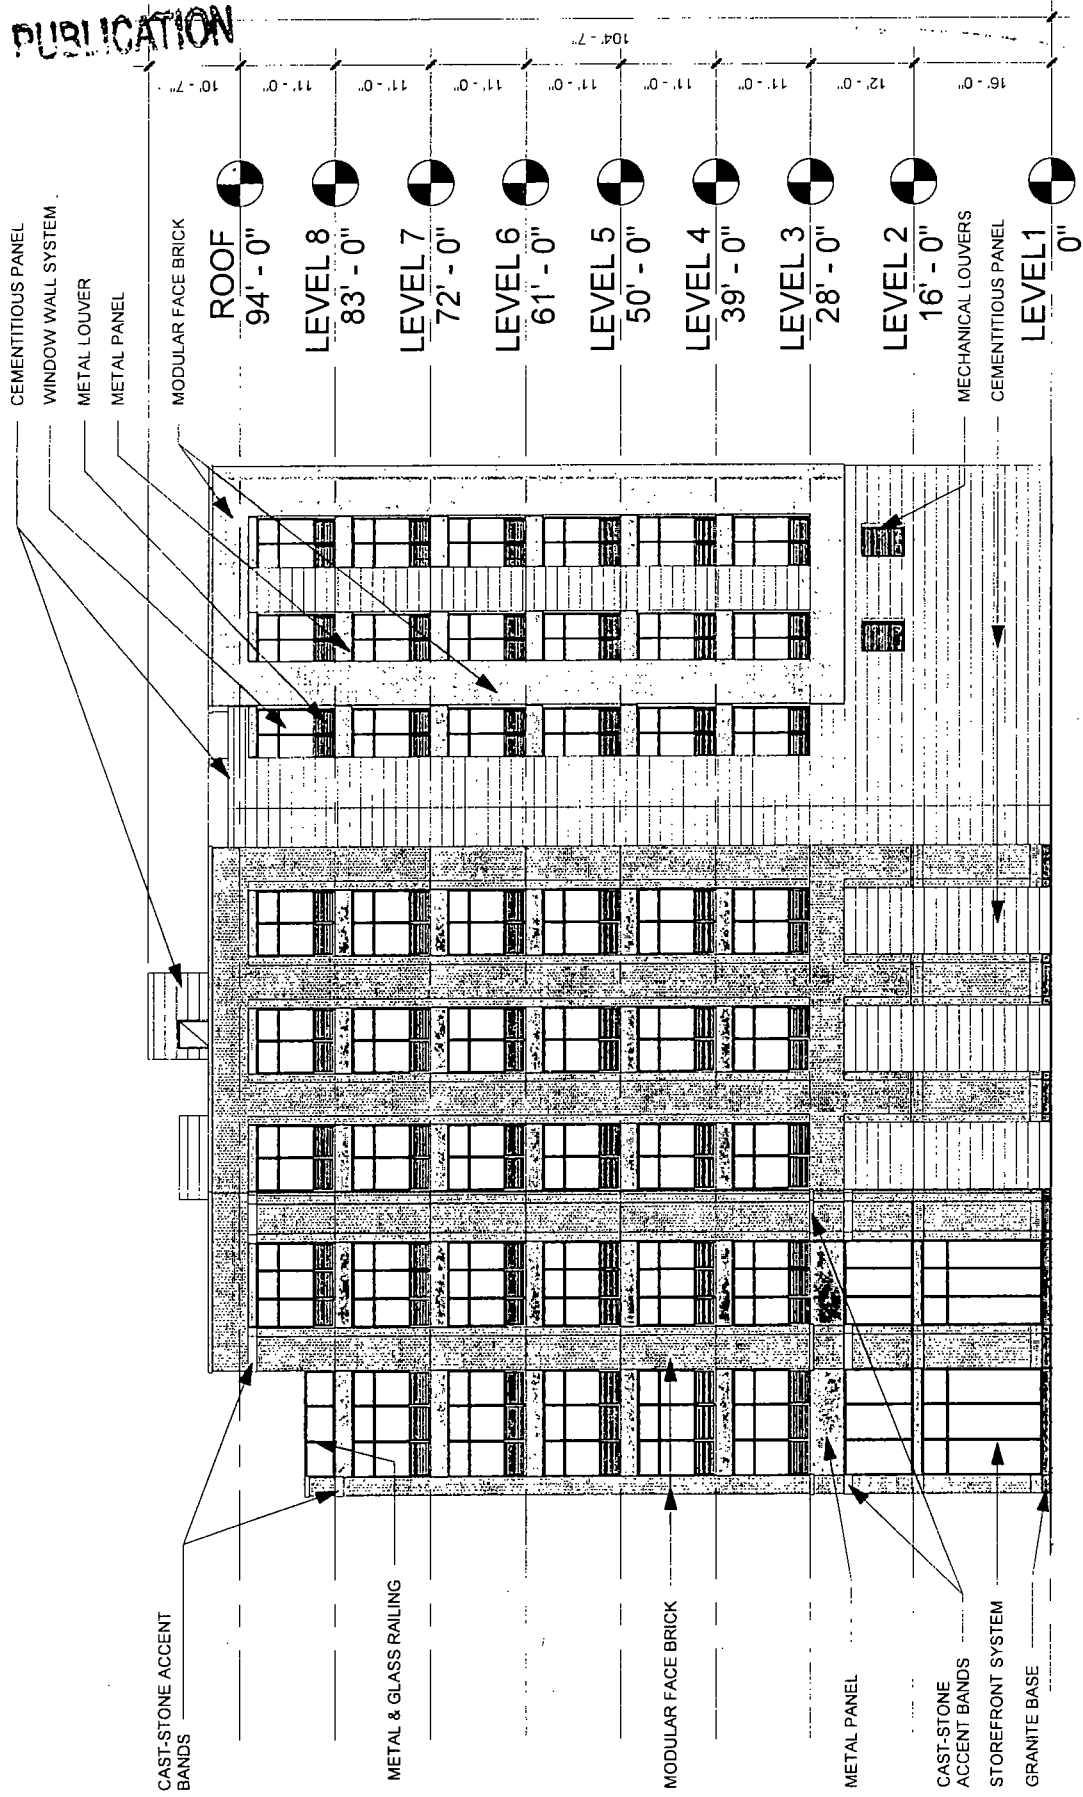 PUBLICATION
CEMENTITIOUS PANEL
WINDOW WALL SYSTEM
METAL LOUVER
METAL PANEL
MODULAR FACE BRICK
104' - 7"
10' - 7"
11' - 0"
11' - 0"
11' - 0"
11' - 0"
11' - 0"
11' - 0"
12' - 0"
16' - 0"
ROOF
94' - 0"
LEVEL 8
83' - 0"
LEVEL 7
72' - 0"
LEVEL 6
61' - 0"
LEVEL 5
50' - 0"
LEVEL 4
39' - 0"
LEVEL 3
28' - 0"
LEVEL 2
16' - 0"
LEVEL 1
0"
MECHANICAL LOUVERS
CEMENTITIOUS PANEL
CAST-STONE ACCENT
BANDS
METAL & GLASS RAILING
MODULAR FACE BRICK
METAL PANEL
CAST-STONE
ACCENT BANDS
STOREFRONT SYSTEM
GRANITE BASE